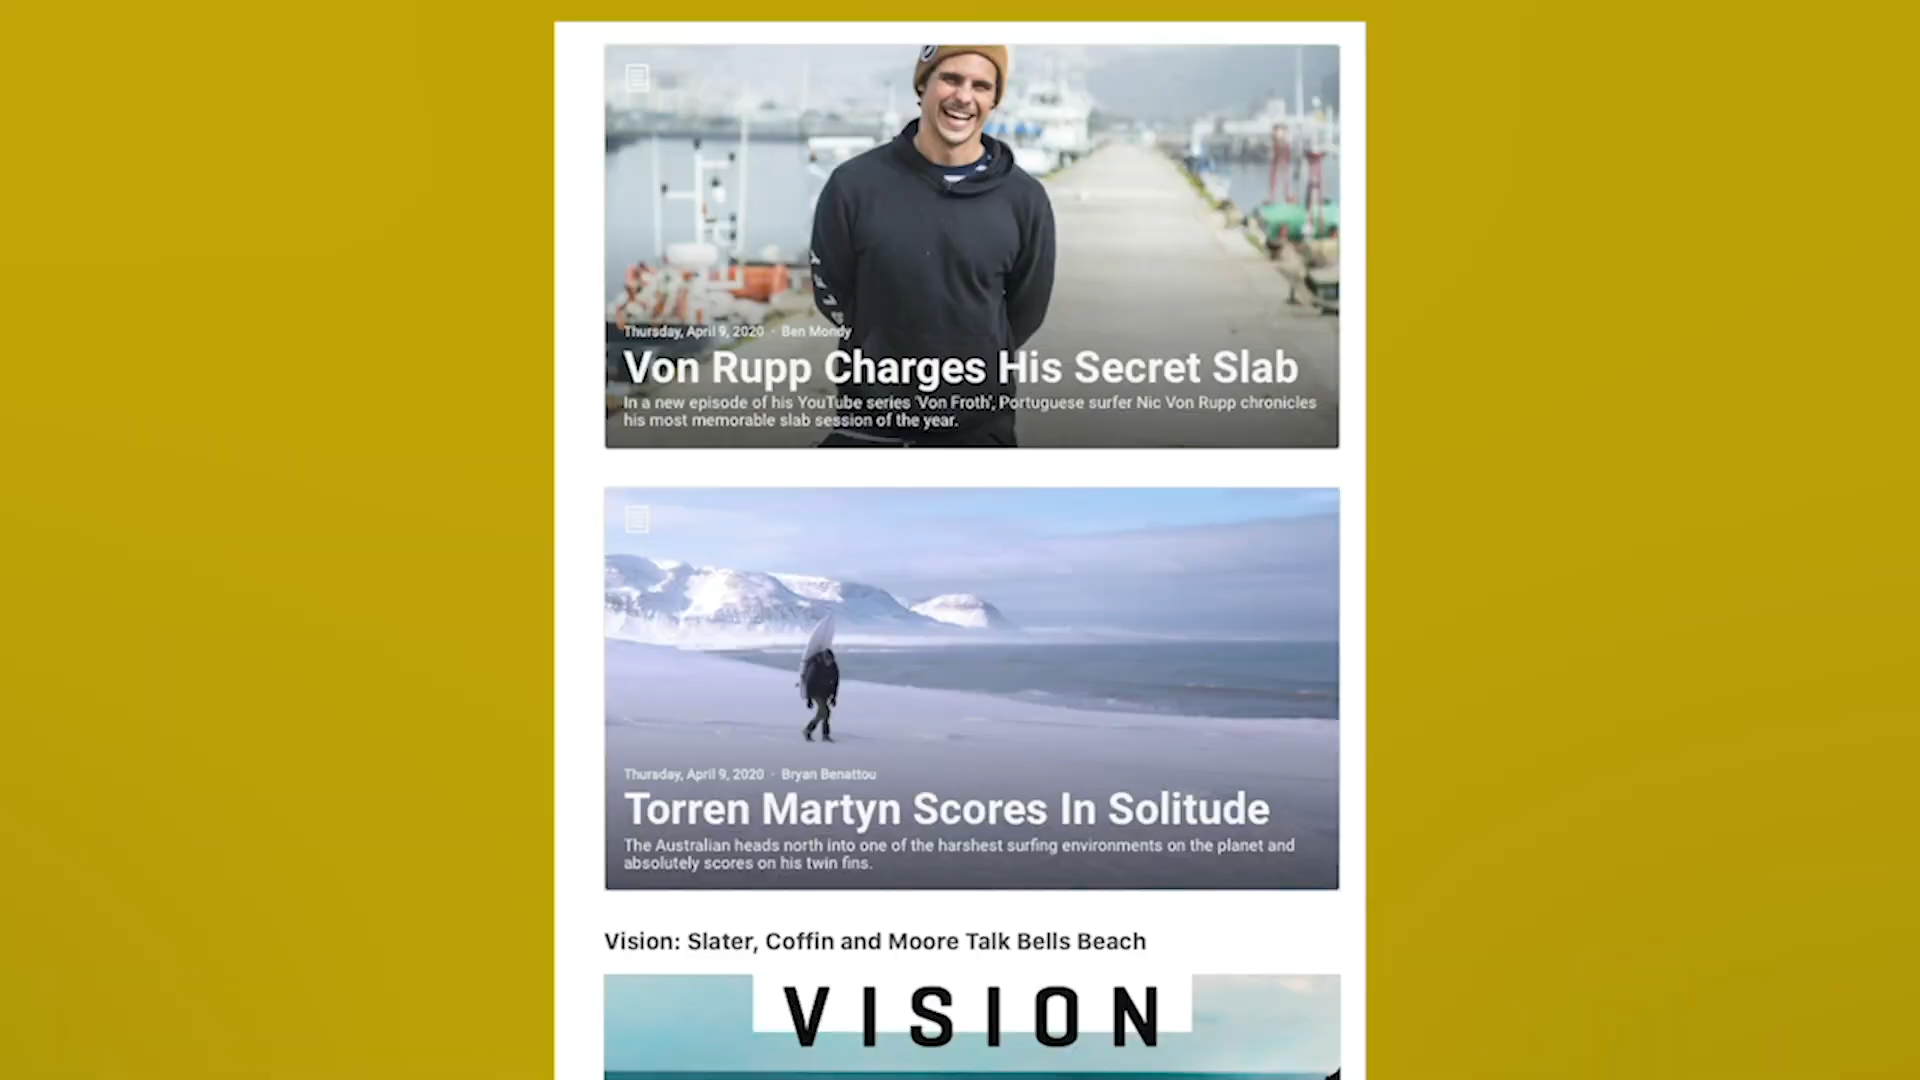 Thursday, April 9, 2020 · Ben Mondy
Von Rupp Charges His Secret Slab
In a new episode of his YouTube series 'Von Froth', Portuguese surfer Nic Von Rupp chronicles
his most memorable slab session of the year.
Thursday, April 9, 2020 · Bryan Benattou
Torren Martyn Scores In Solitude
The Australian heads north into one of the harshest surfing environments on the planet and
absolutely scores on his twin fins.
Vision: Slater, Coffin and Moore Talk Bells Beach
VISION